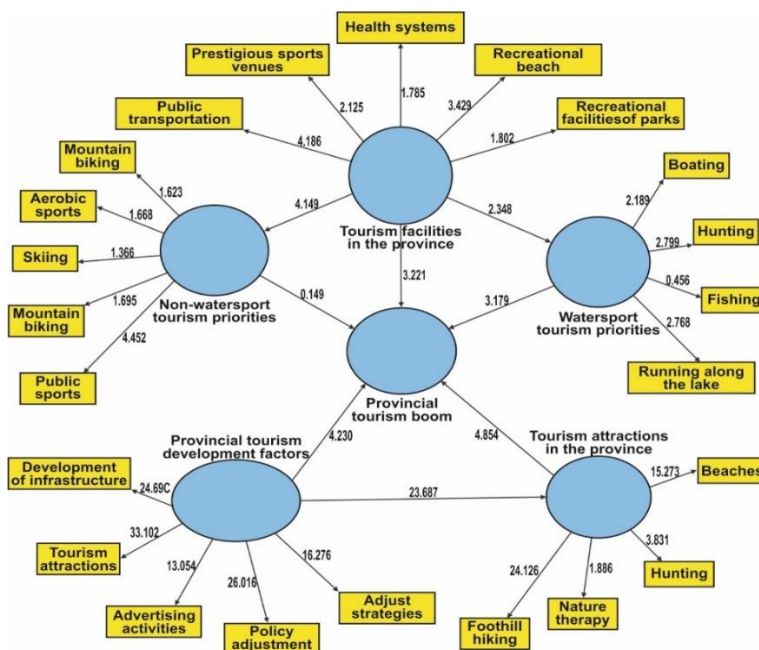 Health systems
Prestigious sports
venues
Recreational
beach
1.785
2.125
3.429
Public
transportation
Recreational
facilitiesof parks
4.186
1.802
Mountain
biking
Boating
1.623
2.189
Aerobic
sports
1.668
4.149
Tourism facilities
in the province
2.348
Hunting
2.799
Skiing
1.366
3.221
0.456
Fishing
Mountain
biking
1.695
Non-watersport
tourism priorities
0.149
3.179
Watersport
tourism priorities
2.768
4.452
Public
sports
Running along
the lake
Provincial
tourism boom
Provincial tourism
development factors
4.230
4.854
Tourism attractions
in the province
Development
of infrastructure
24.69C
15.273
Beaches
23.687
33.102
Tourism
attractions
13.054
26.016
16.276
24.126
1.886
3.831
Hunting
Advertising
activities
Policy
adjustment
Adjust
strategies
Foothill
hiking
Nature
therapy